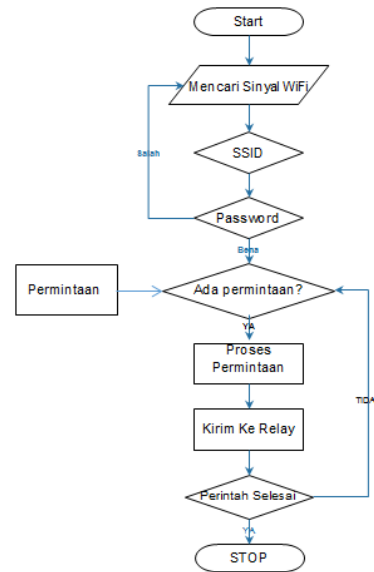 Start
Mencari Sinyal WiFi
SSID
Salah
Password
Bena
Permintaan
Ada permintaan?
YA
Proses
Permintaan
TIDA
Kirim Ke Relay
Perintah Selesai
YA
STOP